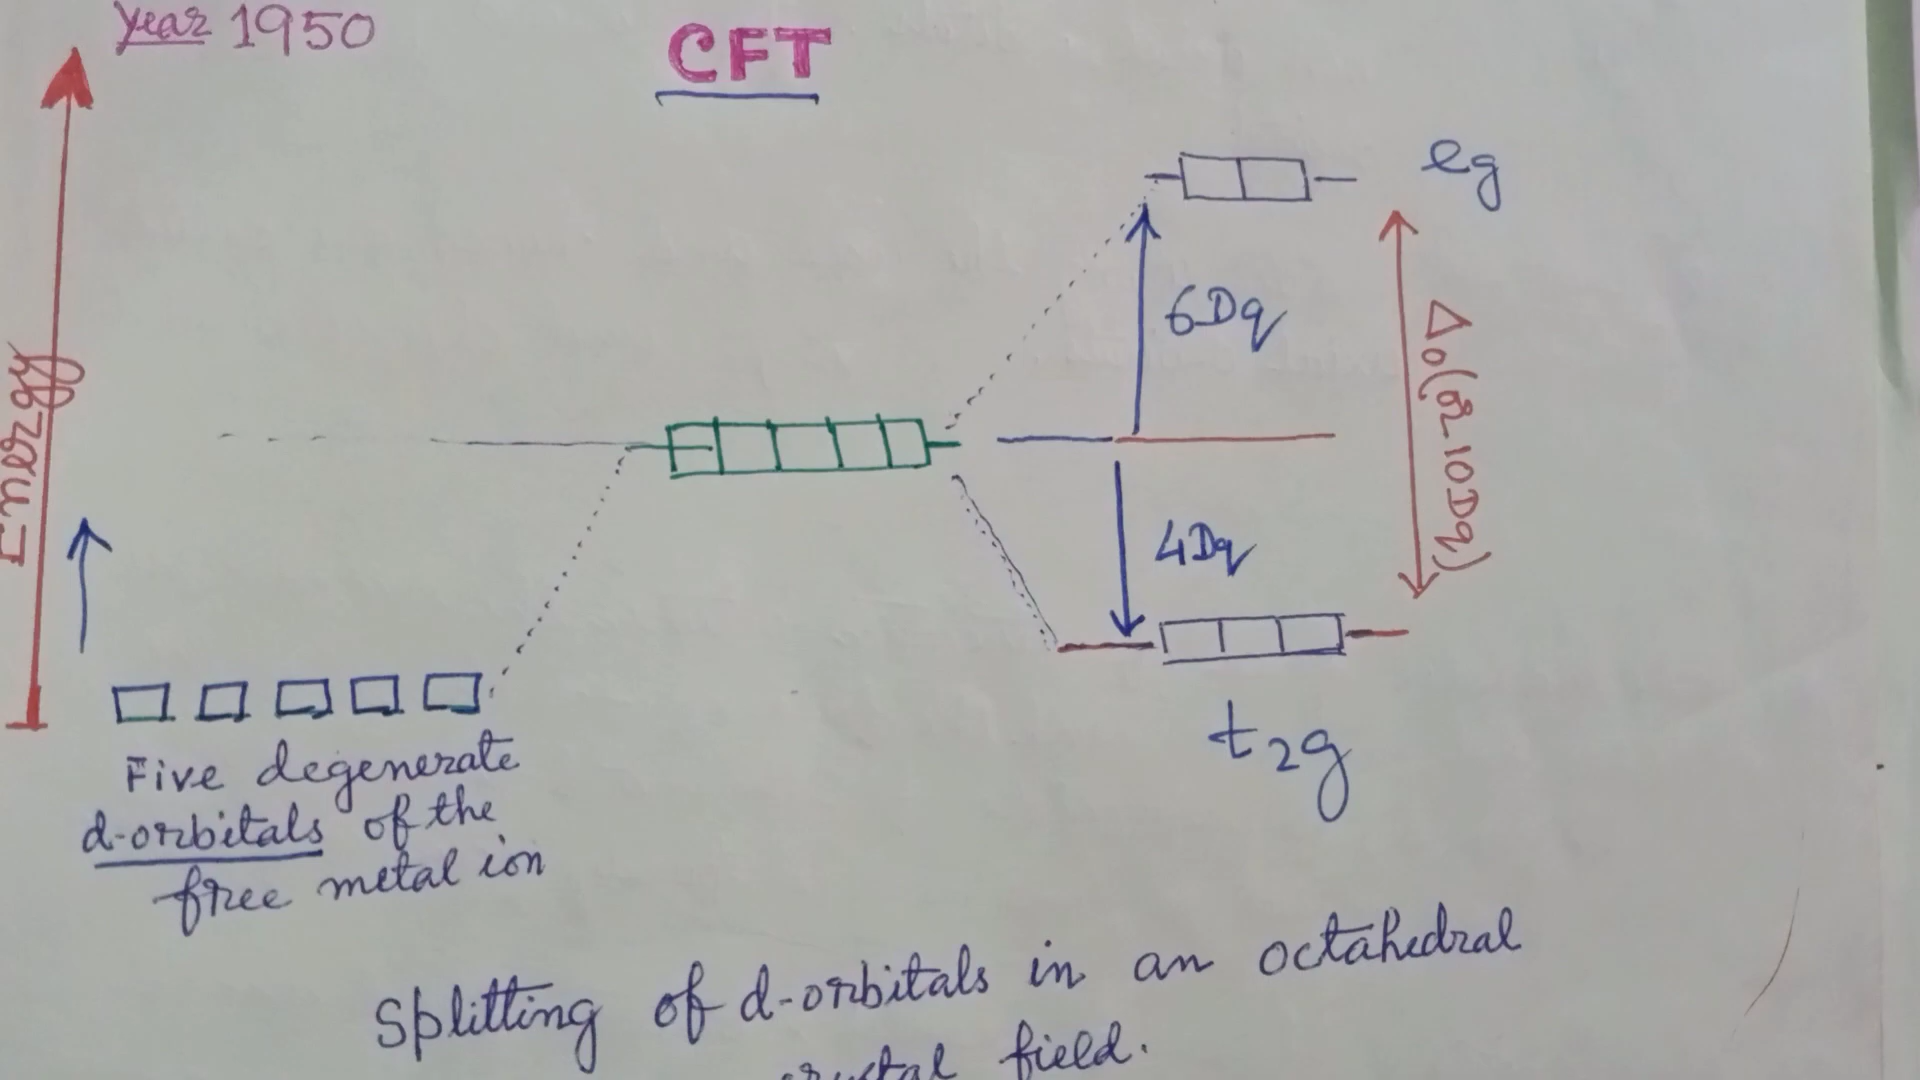 Year 1950
CFT
eg
6Dq
Δo(or 10Dq)
Energy
4Dq
t2g
Five degenerate
d-orbitals of the
free metal ion
Splitting of d-orbitals in an octahedral
crystal field.